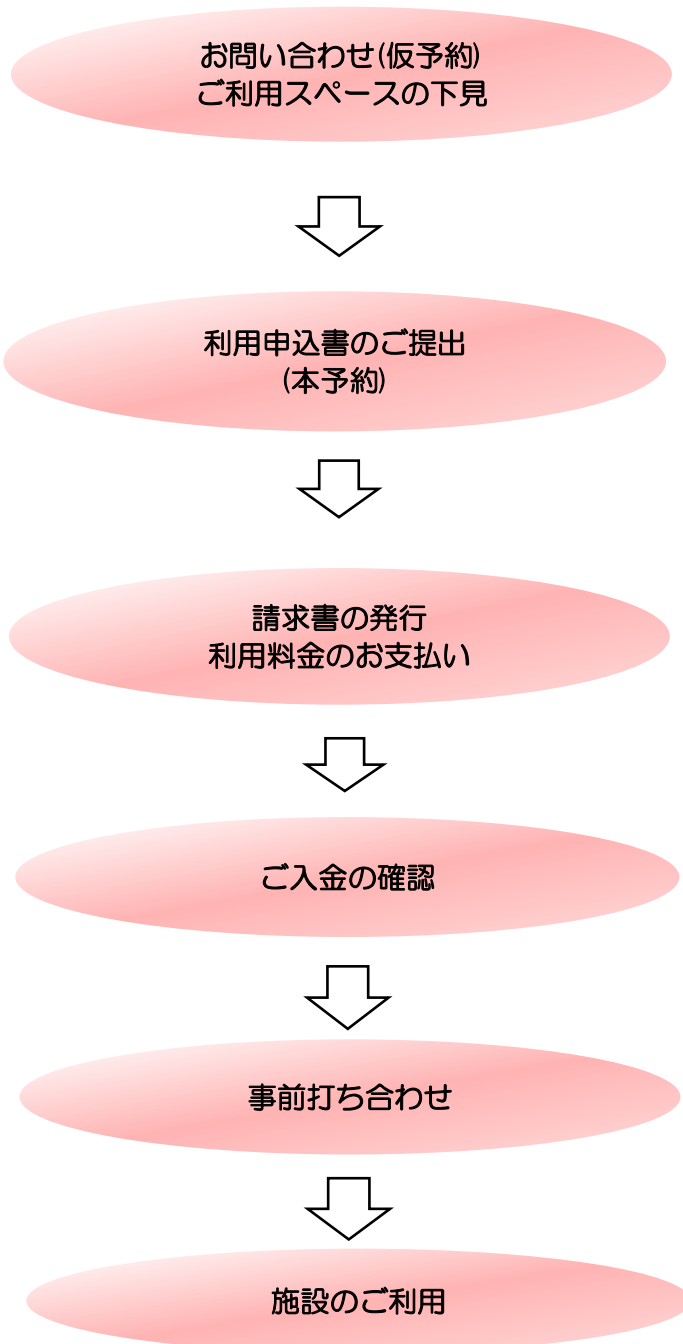 お問い合わせ(仮予約)
ご利用スペースの下見
利用申込書のご提出
(本予約)
請求書の発行
利用料金のお支払い
ご入金の確認
事前打ち合わせ
施設のご利用